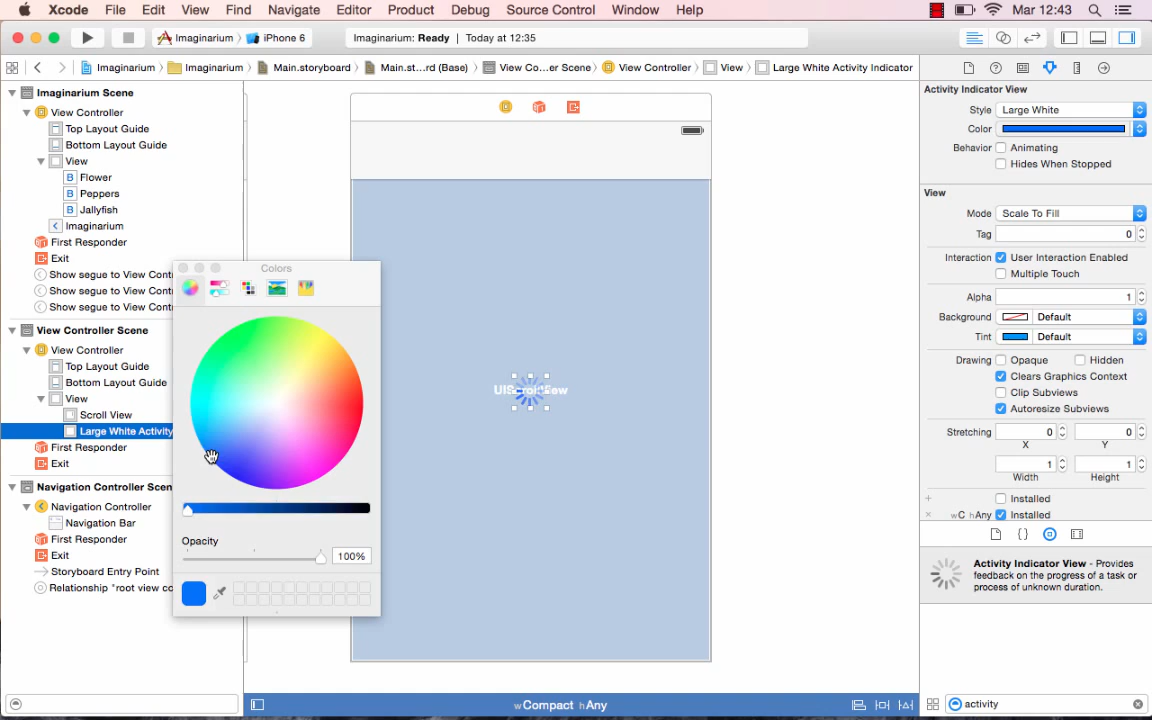 Xcode File Edit View Find Navigate Editor Product Debug Source Control Window Help Mar 12:43
Imaginarium iPhone 6 Imaginarium: Ready | Today at 12:35
Imaginarium Imaginarium Main.storyboard Main.st...rd (Base) View Co...er Scene View Controller View Large White Activity Indicator
Imaginarium Scene
View Controller
Top Layout Guide
Bottom Layout Guide
View
B Flower
B Peppers
B Jallyfish
Imaginarium
First Responder
Exit
Show segue to View Cont
Show segue to View Cont
Show segue to View Cont
View Controller Scene
View Controller
Top Layout Guide
Bottom Layout Guide
View
Scroll View
Large White Activity
First Responder
Exit
Navigation Controller Scen
Navigation Controller
Navigation Bar
First Responder
Exit
Storyboard Entry Point
Relationship "root view co
Colors
Opacity
100%
UIScrollView
wCompact hAny
Activity Indicator View
Style Large White
Color
Behavior Animating
Hides When Stopped
View
Mode Scale To Fill
Tag 0
Interaction User Interaction Enabled
Multiple Touch
Alpha 1
Background Default
Tint Default
Drawing Opaque Hidden
Clears Graphics Context
Clip Subviews
Autoresize Subviews
Stretching 0 0
X Y
1 1
Width Height
+ Installed
× wC hAny Installed
Activity Indicator View - Provides
feedback on the progress of a task or
process of unknown duration.
activity